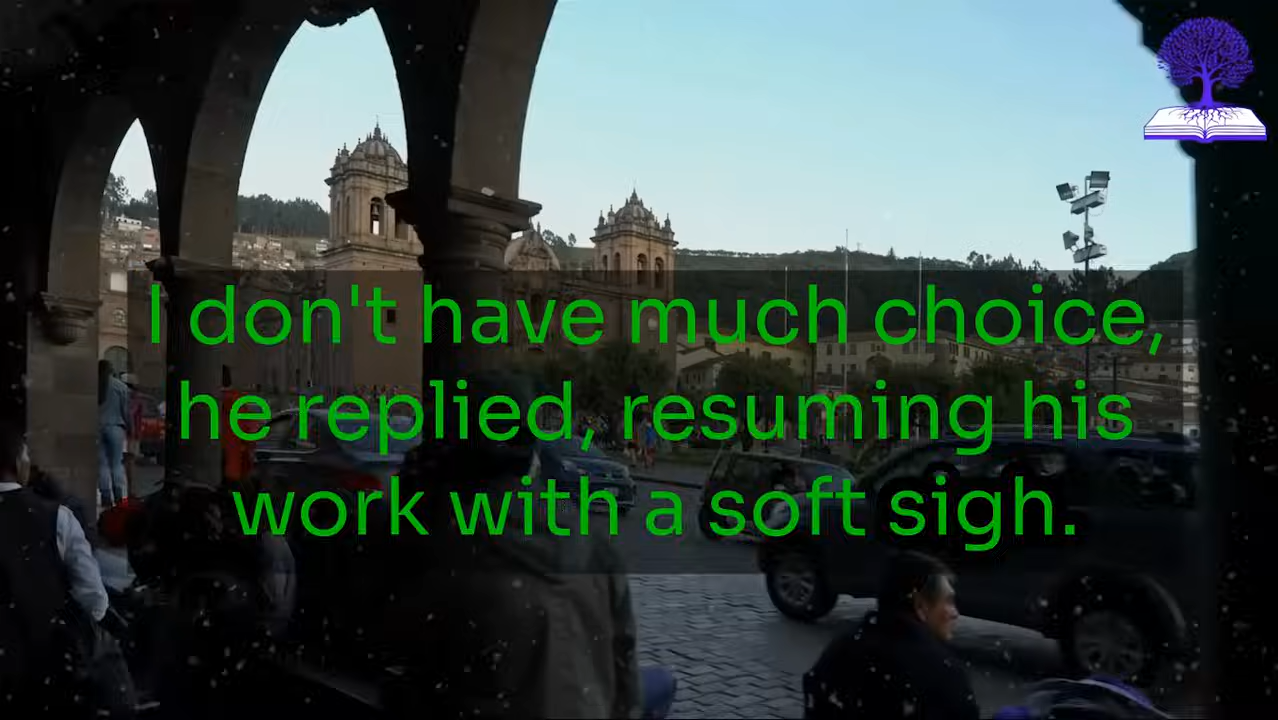 I don't have much choice,
he replied, resuming his
work with a soft sigh.